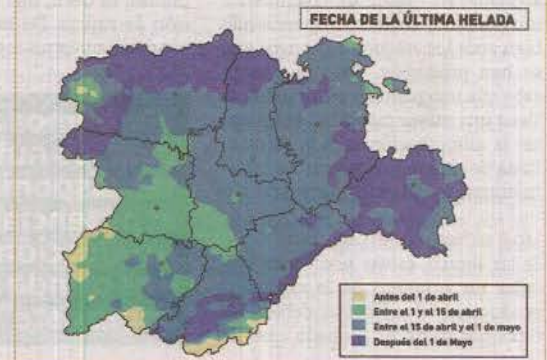 FECHA DE LA ÚLTIMA HELADA
Antes del 1 de abril
Entre el 1 y el 15 de abril
Entre el 15 de abril y el 1 de mayo
Después del 1 de Mayo